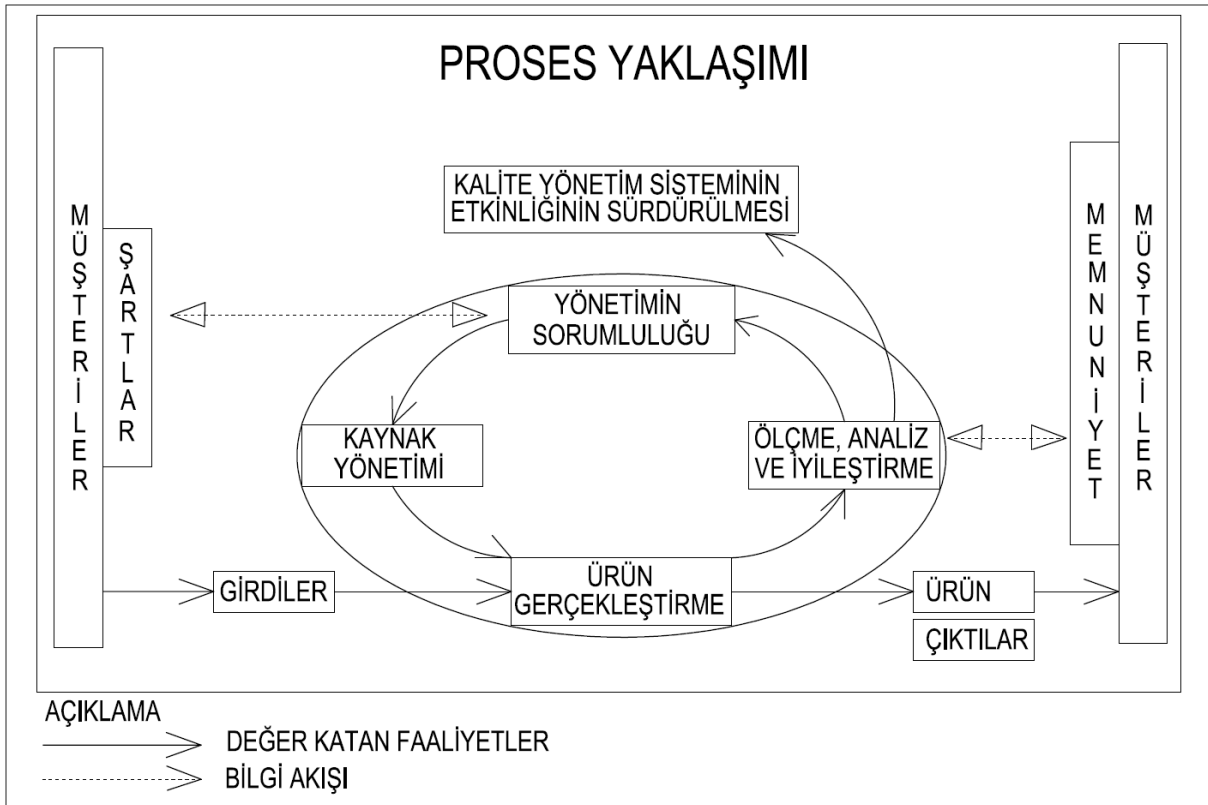 PROSES YAKLAŞIMI
KALİTE YÖNETİM SİSTEMİNİN
ETKİNLİĞİNİN SÜRDÜRÜLMESİ
MÜŞTERİLER
ŞARTLAR
YÖNETİMİN
SORUMLULUĞU
MEMNUNİYET
MÜŞTERİLER
KAYNAK
YÖNETİMİ
ÖLÇME, ANALİZ
VE İYİLEŞTİRME
GİRDİLER
ÜRÜN
GERÇEKLEŞTİRME
ÜRÜN
ÇIKTILAR
AÇIKLAMA
DEĞER KATAN FAALİYETLER
BİLGİ AKIŞI